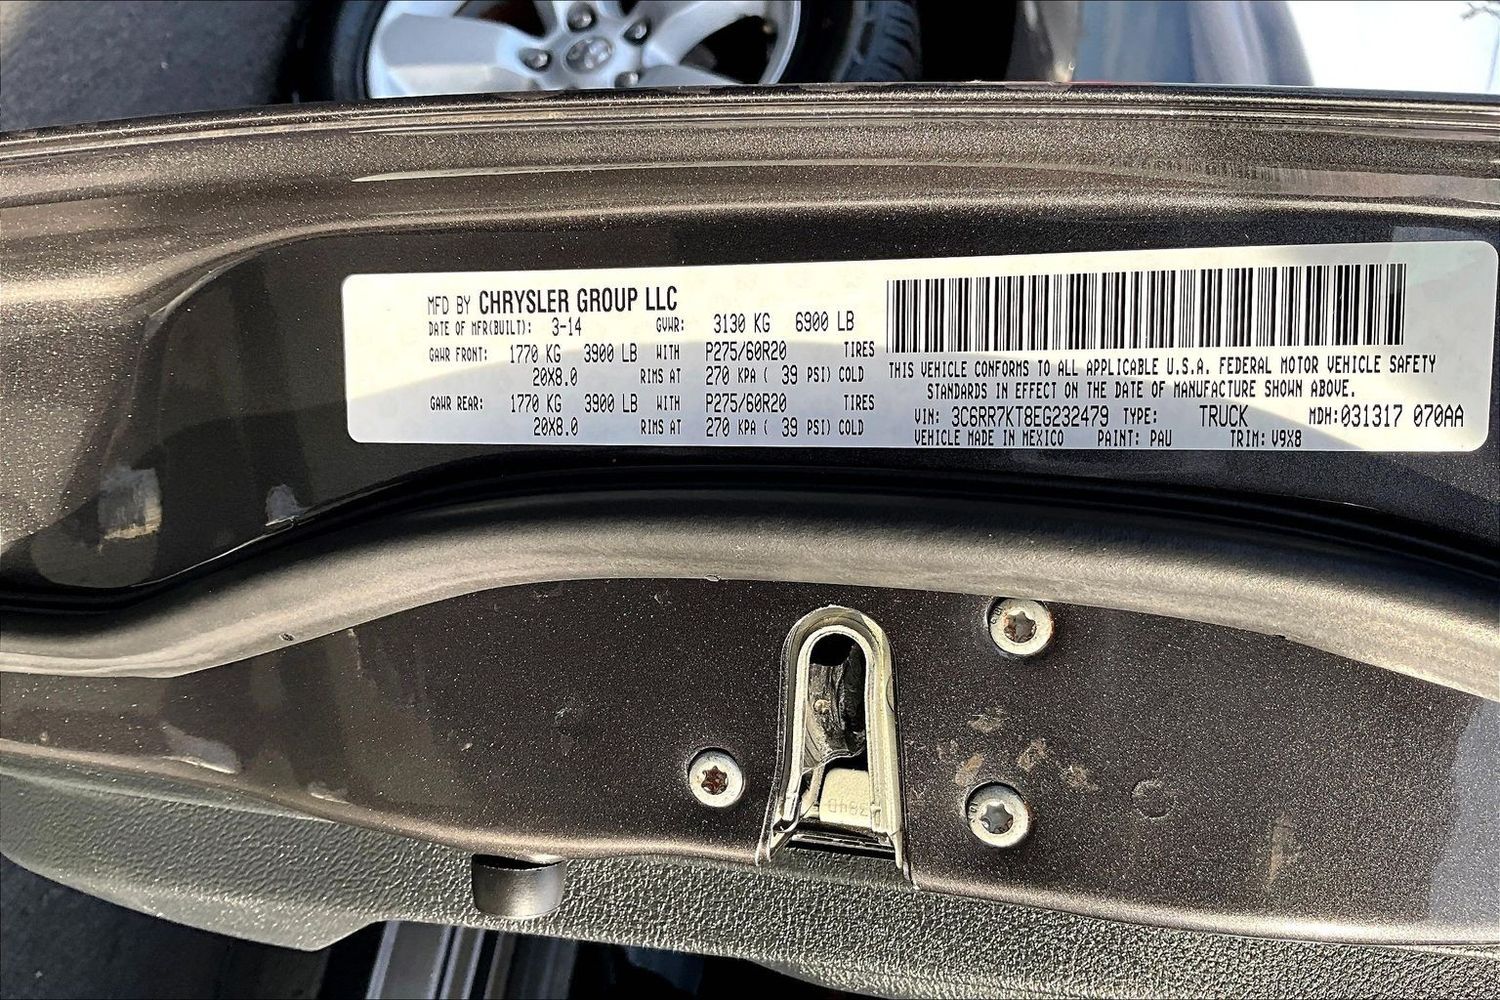 MFD BY CHRYSLER GROUP LLC
DATE OF MFR(BUILT): 3-14 GVWR: 3130 KG 6900 LB
GAWR FRONT: 1770 KG 3900 LB WITH P275/60R20 TIRES
20X8.0 RIMS AT 270 KPA ( 39 PSI) COLD
GAWR REAR: 1770 KG 3900 LB WITH P275/60R20 TIRES
20X8.0 RIMS AT 270 KPA ( 39 PSI) COLD
THIS VEHICLE CONFORMS TO ALL APPLICABLE U.S.A. FEDERAL MOTOR VEHICLE SAFETY
STANDARDS IN EFFECT ON THE DATE OF MANUFACTURE SHOWN ABOVE.
VIN: 3C6RR7KT8EG232479 TYPE: TRUCK MDH:031317 070AA
VEHICLE MADE IN MEXICO PAINT: PAU TRIM: V9X8